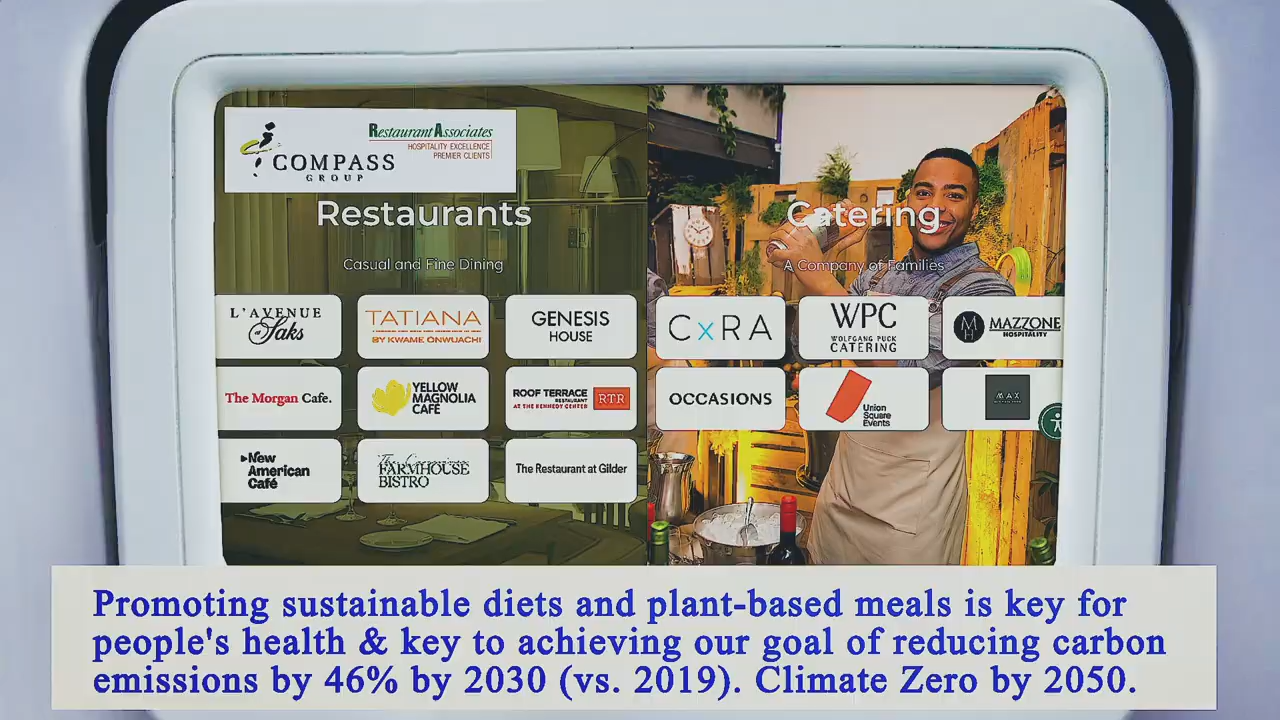 COMPASS
GROUP
Restaurant Associates
HOSPITALITY EXCELLENCE
PREMIER CLIENTS
Restaurants
Casual and Fine Dining
L'AVENUE
Saks
TATIANA
BY KWAME ONWUACHI
GENESIS
HOUSE
The Morgan Cafe.
YELLOW
MAGNOLIA
CAFÉ
ROOF TERRACE
RESTAURANT
AT THE KENNEDY CENTER
RTR
New
American
Café
FARMHOUSE
BISTRO
The Restaurant at Gilder
Catering
A Company of Families
CxRA
WPC
WOLFGANG PUCK
CATERING
MH
MAZZONE
HOSPITALITY
OCCASIONS
Union
Square
Events
MAX
Promoting sustainable diets and plant-based meals is key for
people's health & key to achieving our goal of reducing carbon
emissions by 46% by 2030 (vs. 2019). Climate Zero by 2050.